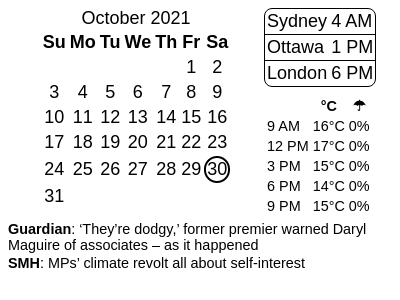 October 2021
Su Mo Tu We Th Fr Sa
1 2
3 4 5 6 7 8 9
10 11 12 13 14 15 16
17 18 19 20 21 22 23
24 25 26 27 28 29 30
31
Sydney 4 AM
Ottawa 1 PM
London 6 PM
°C ☂
9 AM 16°C 0%
12 PM 17°C 0%
3 PM 15°C 0%
6 PM 14°C 0%
9 PM 15°C 0%
Guardian: ‘They’re dodgy,’ former premier warned Daryl
Maguire of associates – as it happened
SMH: MPs’ climate revolt all about self-interest